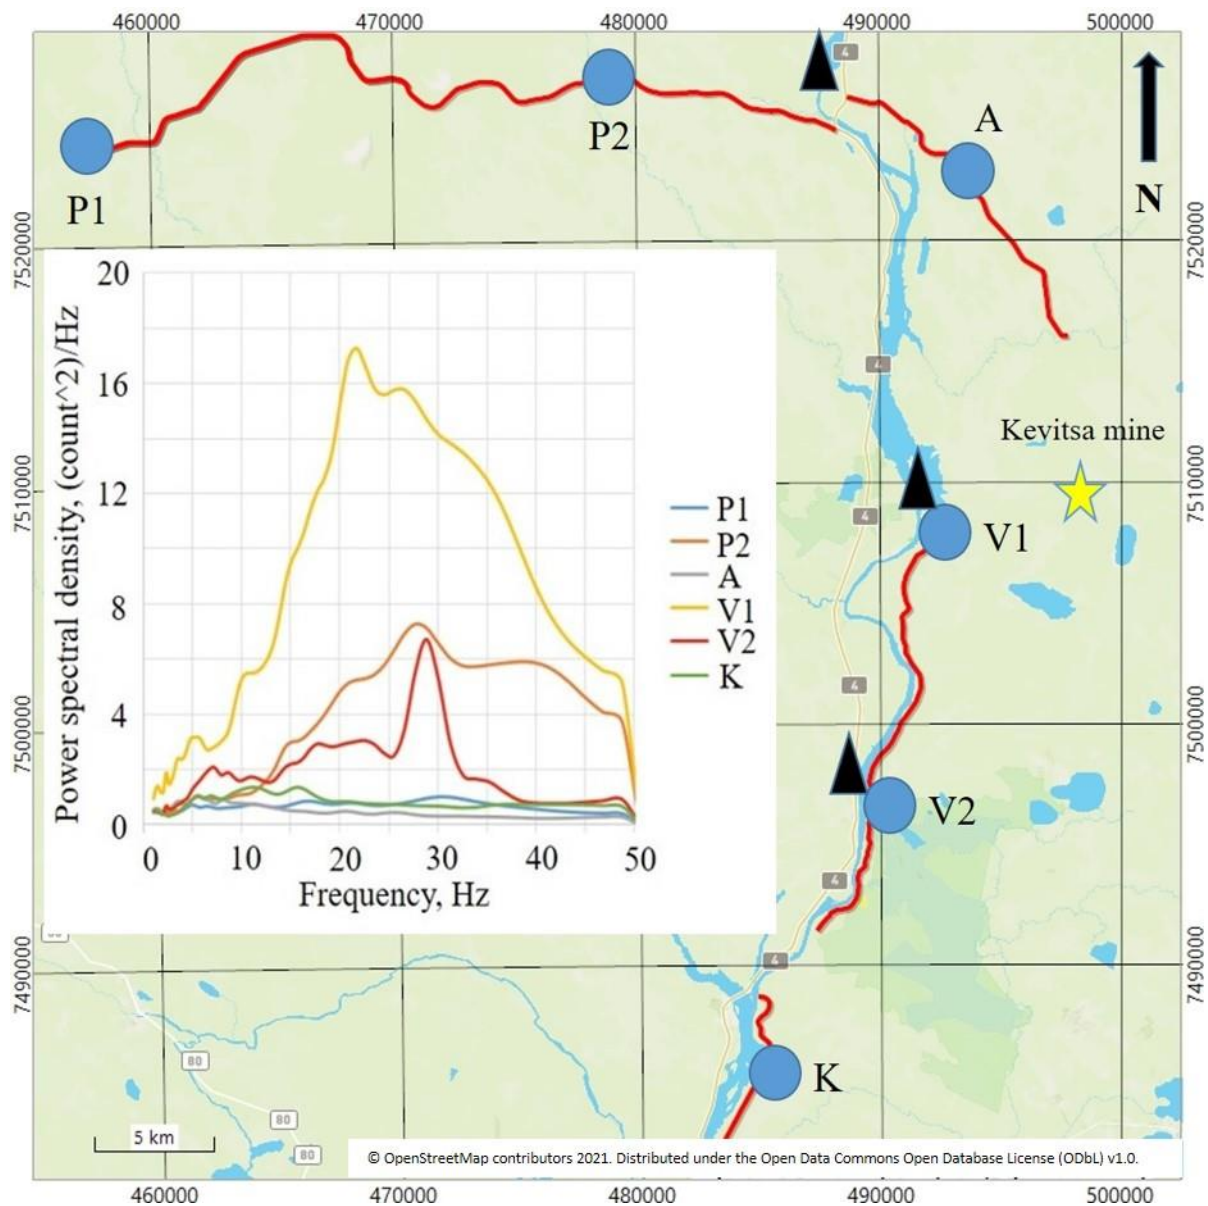 460000 470000 480000 490000 500000
4
P1
P2
A
N
7520000
7520000
4
20
16
12
8
4
0
Power spectral density, (count^2)/Hz
0 10 20 30 40 50
Frequency, Hz
P1
P2
A
V1
V2
K
Kevitsa mine
7510000
7510000
4
V1
4
7500000
7500000
V2
4
4
7490000
7490000
K
80
80
80
5 km
© OpenStreetMap contributors 2021. Distributed under the Open Data Commons Open Database License (ODbL) v1.0.
460000 470000 480000 490000 500000